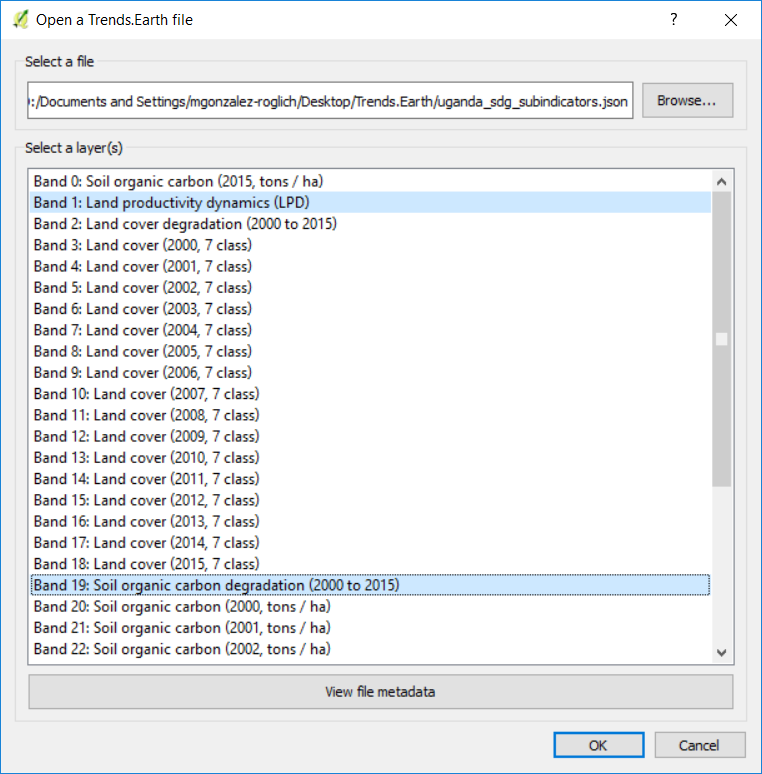 Open a Trends.Earth file
?
Select a file
:/Documents and Settings/mgonzalez-roglich/Desktop/Trends.Earth/uganda_sdg_subindicators.json
Browse...
Select a layer(s)
Band 0: Soil organic carbon (2015, tons / ha)
Band 1: Land productivity dynamics (LPD)
Band 2: Land cover degradation (2000 to 2015)
Band 3: Land cover (2000, 7 class)
Band 4: Land cover (2001, 7 class)
Band 5: Land cover (2002, 7 class)
Band 6: Land cover (2003, 7 class)
Band 7: Land cover (2004, 7 class)
Band 8: Land cover (2005, 7 class)
Band 9: Land cover (2006, 7 class)
Band 10: Land cover (2007, 7 class)
Band 11: Land cover (2008, 7 class)
Band 12: Land cover (2009, 7 class)
Band 13: Land cover (2010, 7 class)
Band 14: Land cover (2011, 7 class)
Band 15: Land cover (2012, 7 class)
Band 16: Land cover (2013, 7 class)
Band 17: Land cover (2014, 7 class)
Band 18: Land cover (2015, 7 class)
Band 19: Soil organic carbon degradation (2000 to 2015)
Band 20: Soil organic carbon (2000, tons / ha)
Band 21: Soil organic carbon (2001, tons / ha)
Band 22: Soil organic carbon (2002, tons / ha)
View file metadata
OK
Cancel